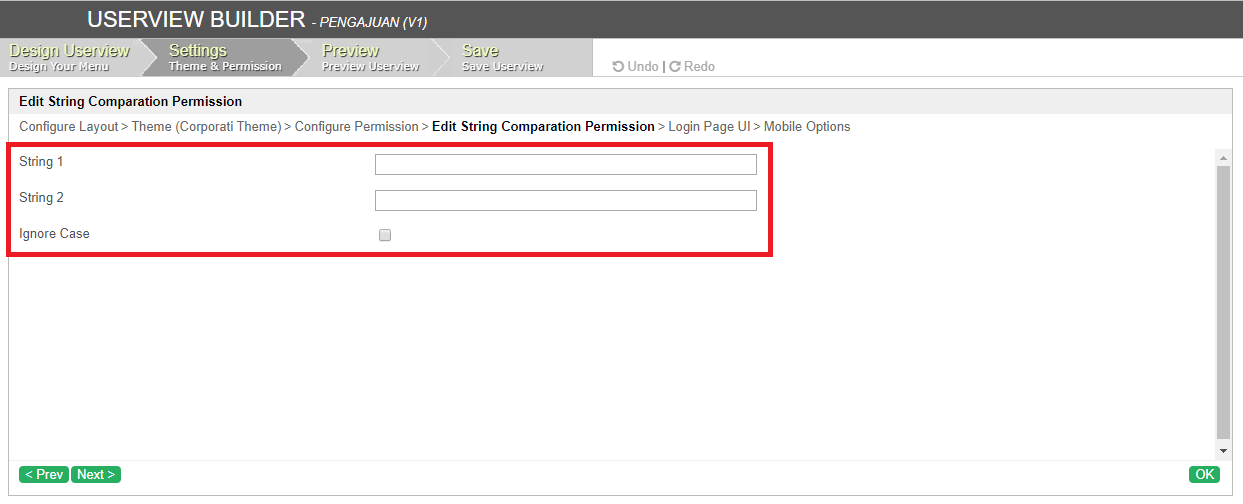 USERVIEW BUILDER - PENGAJUAN (V1)
Design Userview
Design Your Menu
Settings
Theme & Permission
Preview
Preview Userview
Save
Save Userview
Undo | Redo
Edit String Comparation Permission
Configure Layout > Theme (Corporati Theme) > Configure Permission > Edit String Comparation Permission > Login Page UI > Mobile Options
String 1
String 2
Ignore Case
< Prev Next > OK